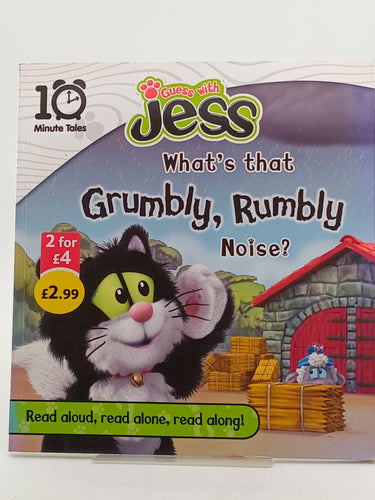 10
Minute Tales
Guess with
Jess
What's that
Grumbly, Rumbly
Noise?
2 for
£4
£2.99
Read aloud, read alone, read along!